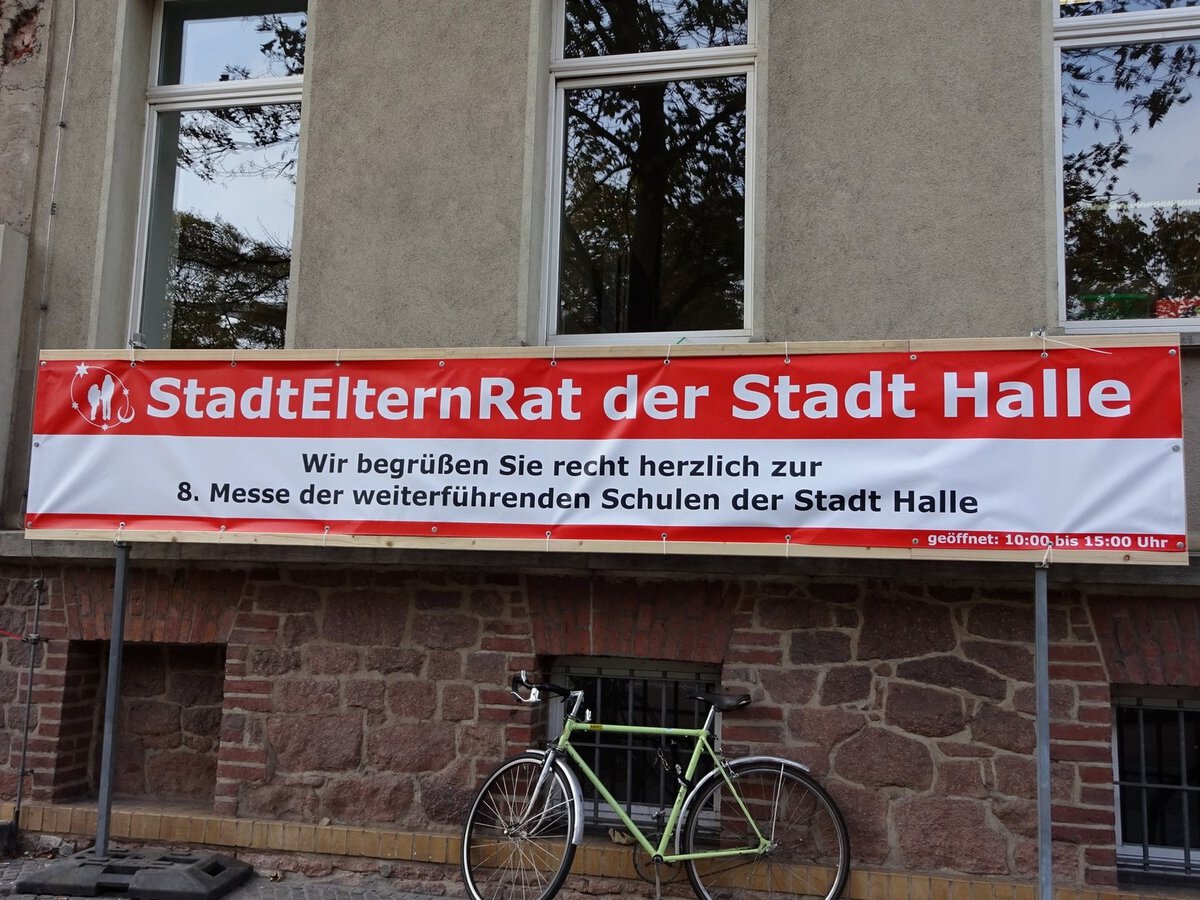 StadtElternRat der Stadt Halle
Wir begrüßen Sie recht herzlich zur
8. Messe der weiterführenden Schulen der Stadt Halle
geöffnet: 10:00 bis 15:00 Uhr